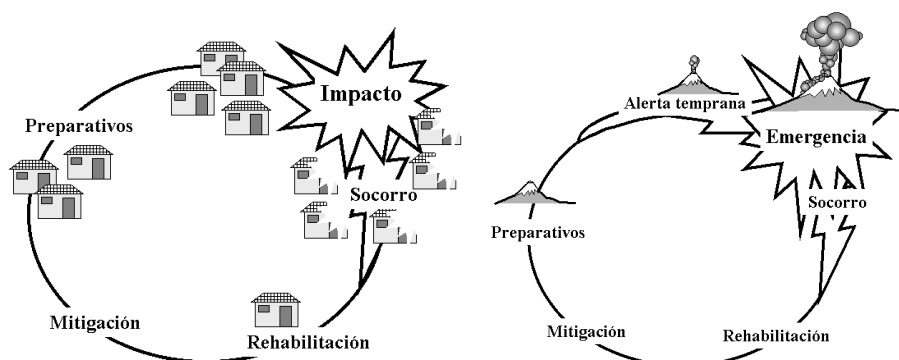 Impacto
Preparativos
Socorro
Mitigación
Rehabilitación
Alerta temprana
Emergencia
Socorro
Preparativos
Mitigación
Rehabilitación